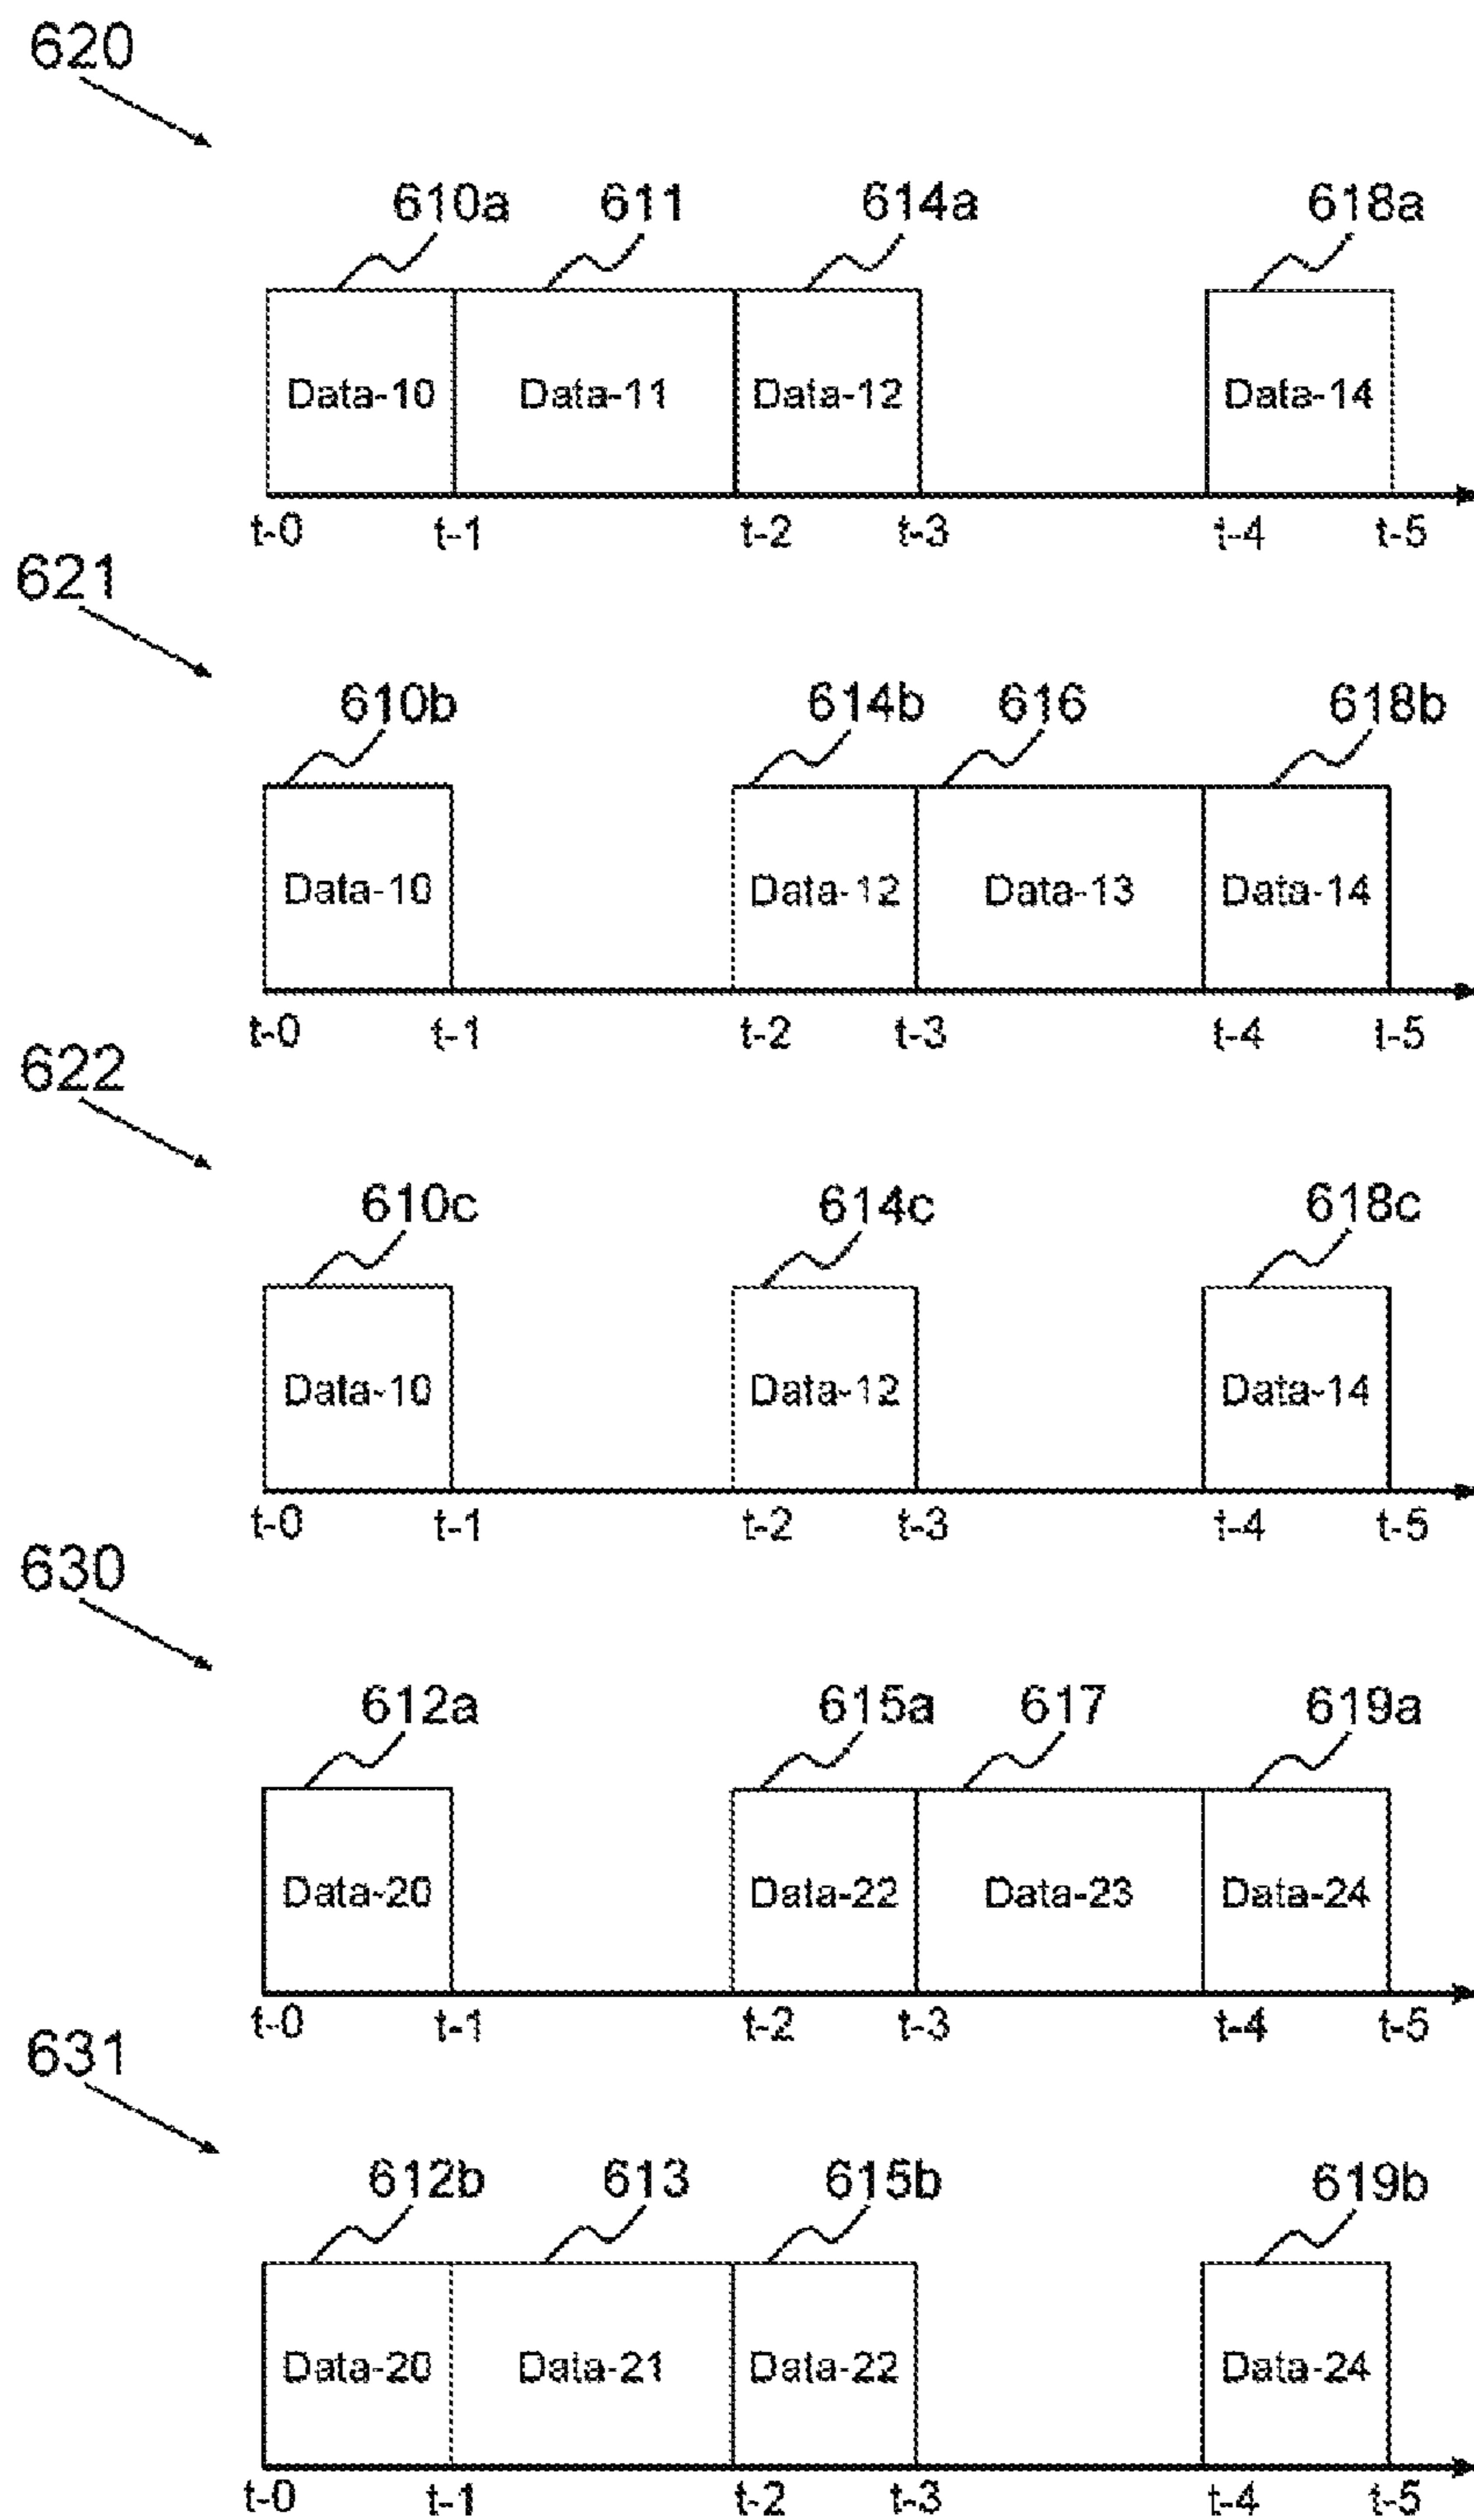 620
610a 611 614a 618a
Data-10 Data-11 Data-12 Data-14
t-0 t-1 t-2 t-3 t-4 t-5
621
610b 614b 616 618b
Data-10 Data-12 Data-13 Data-14
t-0 t-1 t-2 t-3 t-4 t-5
622
610c 614c 618c
Data-10 Data-12 Data-14
t-0 t-1 t-2 t-3 t-4 t-5
630
612a 615a 617 619a
Data-20 Data-22 Data-23 Data-24
t-0 t-1 t-2 t-3 t-4 t-5
631
612b 613 615b 619b
Data-20 Data-21 Data-22 Data-24
t-0 t-1 t-2 t-3 t-4 t-5